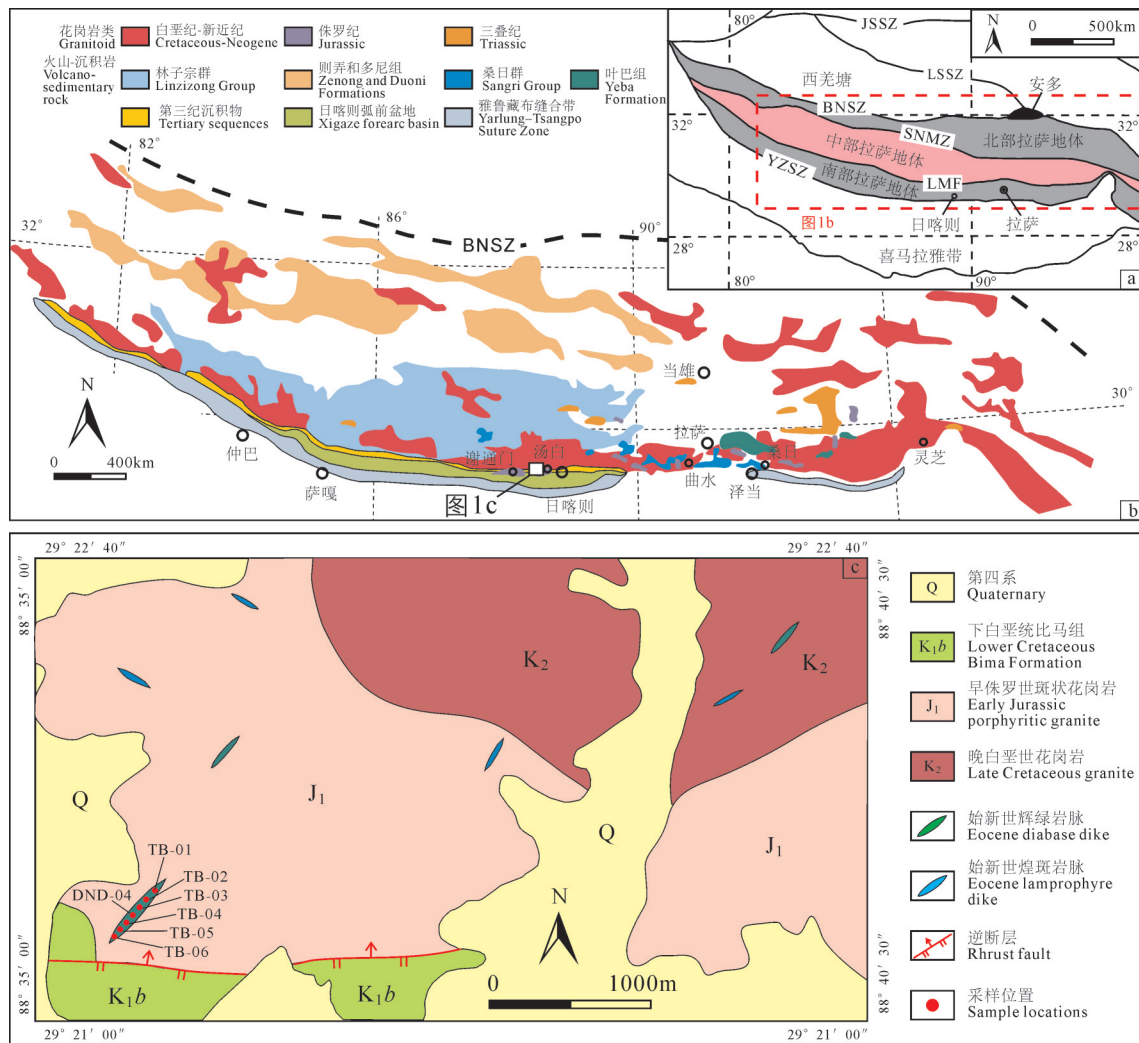 花岗岩类
Granitoid
白垩纪-新近纪
Cretaceous-Neogene
侏罗纪
Jurassic
三叠纪
Triassic
火山-沉积岩
Volcano-
sedimentary
rock
林子宗群
Linzizong Group
则弄和多尼组
Zenong and Duoni
Formations
桑日群
Sangri Group
叶巴组
Yeba
Formation
第三纪沉积物
Tertiary sequences
日喀则弧前盆地
Xigaze forearc basin
雅鲁藏布缝合带
Yarlung–Tsangpo
Suture Zone
80°
90°
JSSZ
N
0 500km
LSSZ
西羌塘
安多
BNSZ
32°
32°
SNMZ
北部拉萨地体
中部拉萨地体
YZSZ
南部拉萨地体
LMF
图1b
日喀则
拉萨
28°
28°
喜马拉雅带
80°
90°
a
82°
32°
86°
BNSZ
90°
当雄
30°
N
0 400km
仲巴
萨嘎
谢通门
汤白
日喀则
图1c
拉萨
曲水
桑日
泽当
灵芝
b
29° 22′ 40″
29° 22′ 40″
88° 35′ 00″
88° 40′ 30″
c
K₂
K₂
Q
J₁
Q
J₁
TB-01
TB-02
DND-04
TB-03
TB-04
TB-05
TB-06
N
K₁b
K₁b
0 1000m
88° 35′ 00″
88° 40′ 30″
29° 21′ 00″
29° 21′ 00″
Q
第四系
Quaternary
K₁b
下白垩统比马组
Lower Cretaceous
Bima Formation
J₁
早侏罗世斑状花岗岩
Early Jurassic
porphyritic granite
K₂
晚白垩世花岗岩
Late Cretaceous granite
始新世辉绿岩脉
Eocene diabase dike
始新世煌斑岩脉
Eocene lamprophyre
dike
逆断层
Rhrust fault
采样位置
Sample locations